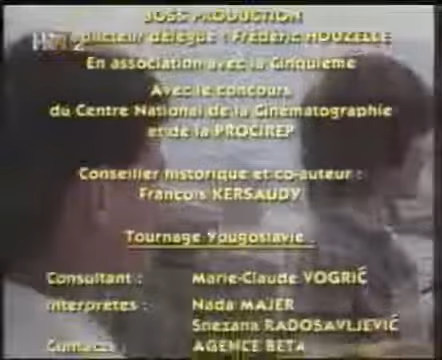 JOSS PRODUCTION
délégué : Frédéric HOUZELLE
En association avec la Cinquième
Avec le concours
du Centre National de la Cinématographie
et de la PROCIREP
Conseiller historique et co-auteur :
François KERSAUDY
Tournage Yougoslavie :
Consultant : Marie-Claude VOGRIĆ
Interprètes : Nada MAJER
Snezana RADOSAVLJEVIĆ
AGENCE BETA